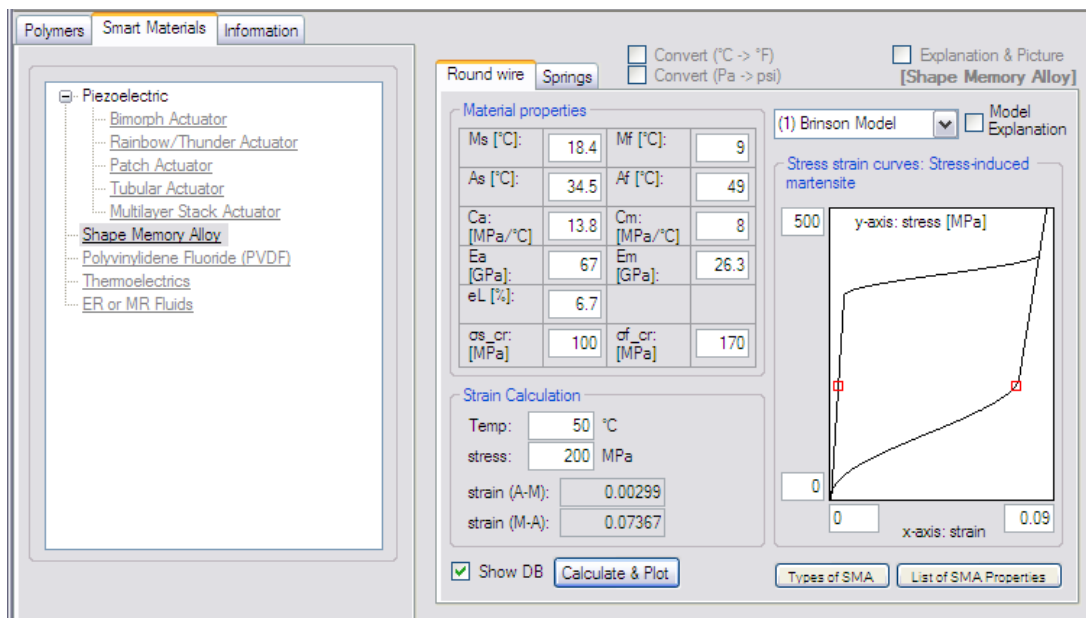 Polymers Smart Materials Information
Piezoelectric
Bimorph Actuator
Rainbow/Thunder Actuator
Patch Actuator
Tubular Actuator
Multilayer Stack Actuator
Shape Memory Alloy
Polyvinylidene Fluoride (PVDF)
Thermoelectrics
ER or MR Fluids
Convert (°C -> °F)
Convert (Pa -> psi)
Explanation & Picture
[Shape Memory Alloy]
Round wire Springs
Material properties
Ms [°C]: 18.4 Mf [°C]: 9
As [°C]: 34.5 Af [°C]: 49
Ca: 13.8 Cm: 8
[MPa/°C] [MPa/°C]
Ea 67 Em 26.3
[GPa]: [GPa]:
eL [%]: 6.7
σs_cr: 100 σf_cr: 170
[MPa] [MPa]
Strain Calculation
Temp: 50 °C
stress: 200 MPa
strain (A-M): 0.00299
strain (M-A): 0.07367
Show DB Calculate & Plot
(1) Brinson Model
Model
Explanation
Stress strain curves: Stress-induced
martensite
500 y-axis: stress [MPa]
0
0 x-axis: strain 0.09
Types of SMA List of SMA Properties